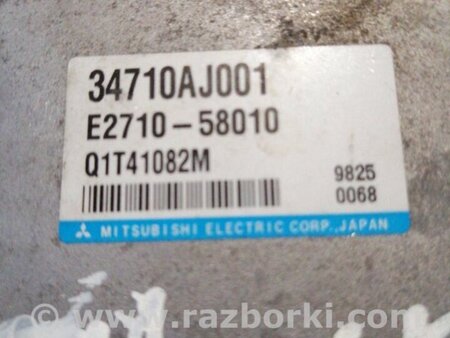 34710AJ001
E2710-58010
Q1T41082M
9825
0068
MITSUBISHI ELECTRIC CORP., JAPAN
© www.razborki.com